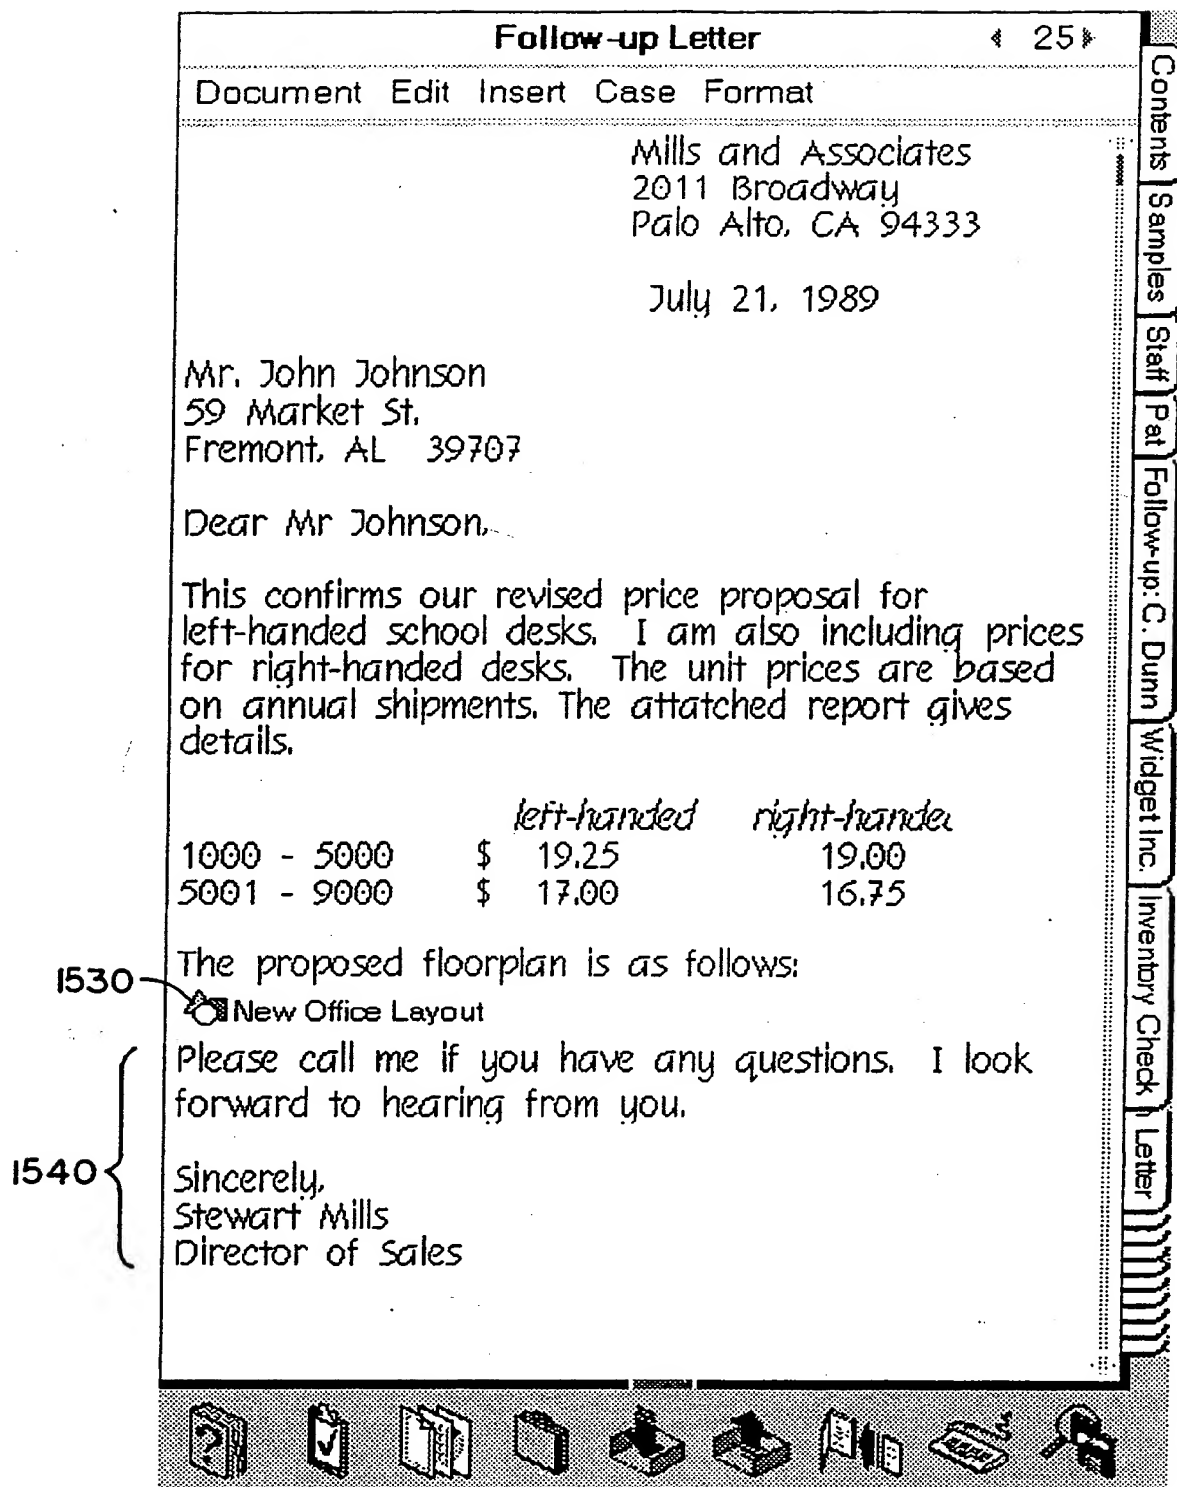 Follow-up Letter 25
Document Edit Insert Case Format
Mills and Associates
2011 Broadway
Palo Alto, CA 94333
July 21, 1989
Mr. John Johnson
59 Market St.
Fremont, AL 39707
Dear Mr Johnson,
This confirms our revised price proposal for
left-handed school desks. I am also including prices
for right-handed desks. The unit prices are based
on annual shipments. The attatched report gives
details.
left-handed right-handed
1000 - 5000 $ 19.25 19.00
5001 - 9000 $ 17.00 16.75
The proposed floorplan is as follows:
1530
New Office Layout
Please call me if you have any questions. I look
forward to hearing from you.
1540
Sincerely,
Stewart Mills
Director of Sales
Contents
Samples
Staff
Pat
Follow-up: C. Dunn
Widget Inc.
Inventory Check
n Letter
?